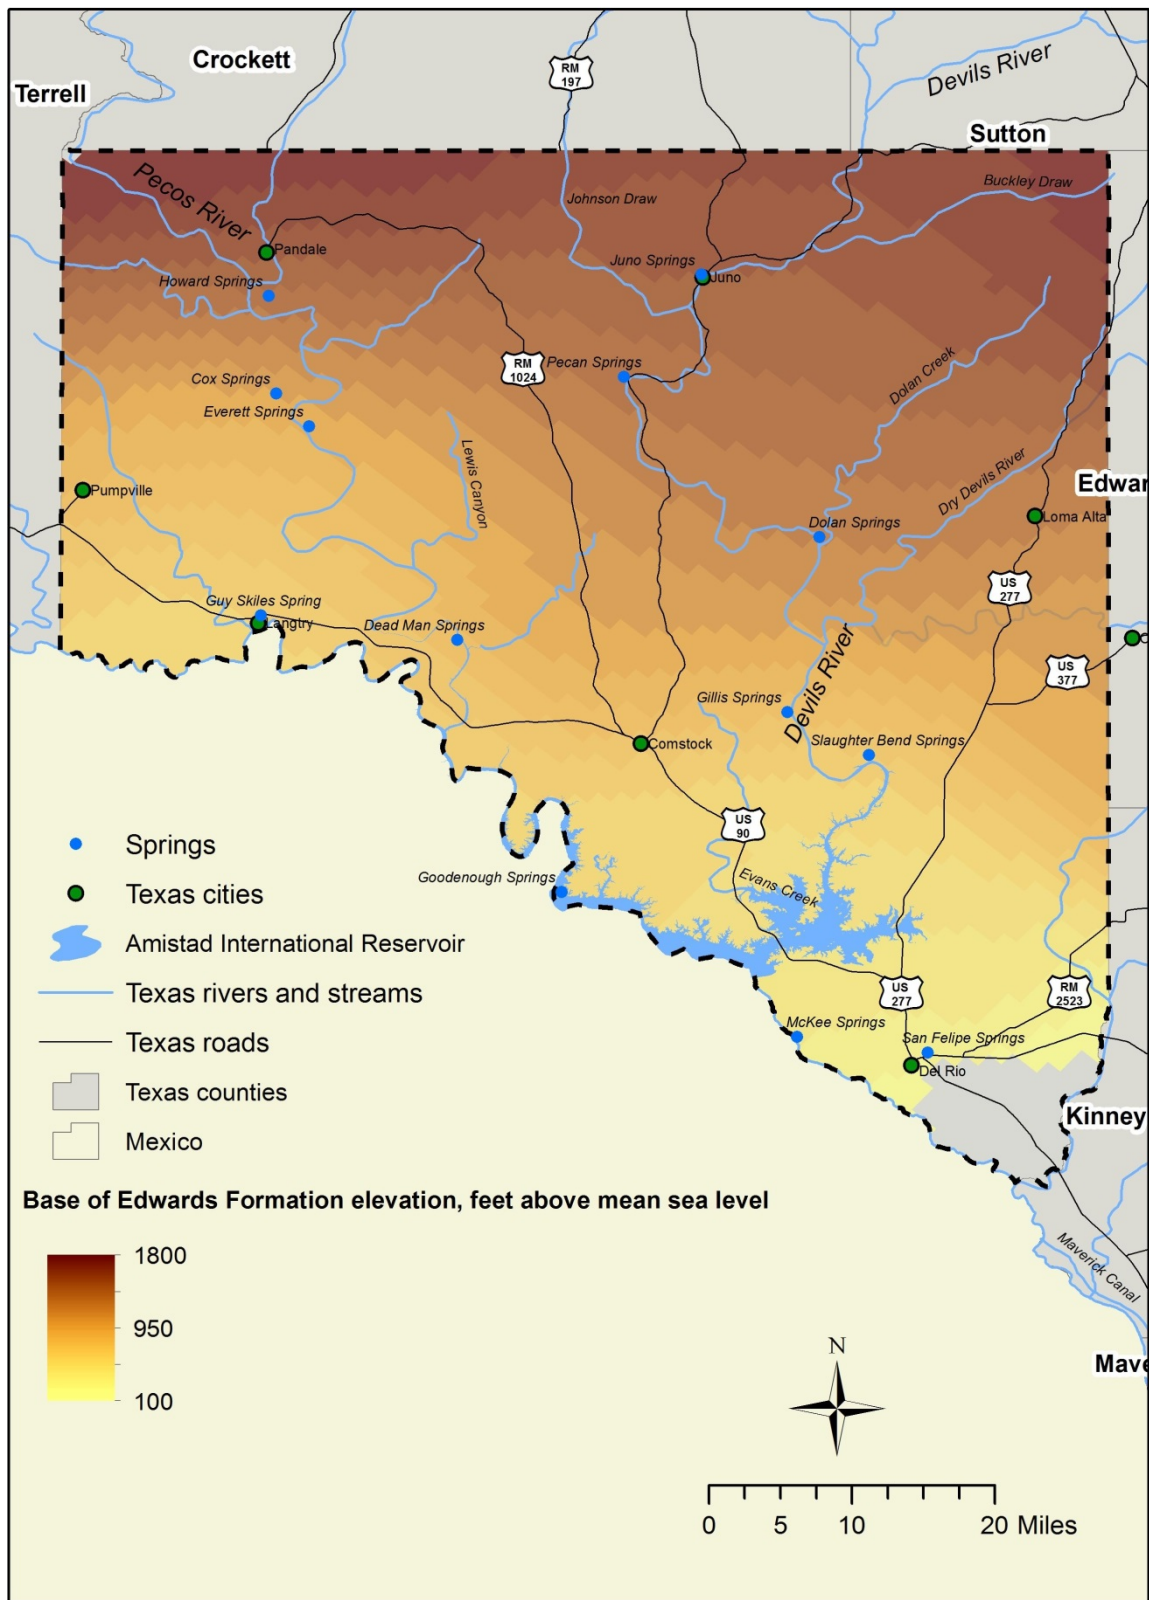 Crockett
Terrell
RM
197
Devils River
Sutton
Pecos River
Johnson Draw
Buckley Draw
Pandale
Juno Springs
Juno
Howard Springs
RM
1024
Pecan Springs
Dolan Creek
Cox Springs
Everett Springs
Lewis Canyon
Dry Devils River
Pumpville
Edwar
Loma Alta
Dolan Springs
US
277
Guy Skiles Spring
Langtry
Dead Man Springs
Devils River
US
377
Gillis Springs
Comstock
Slaughter Bend Springs
US
90
Springs
Goodenough Springs
Evans Creek
Texas cities
Amistad International Reservoir
Texas rivers and streams
US
277
RM
2523
McKee Springs
San Felipe Springs
Texas roads
Del Rio
Texas counties
Kinney
Mexico
Base of Edwards Formation elevation, feet above mean sea level
1800
950
100
Maverick Canal
Mave
N
0 5 10 20 Miles